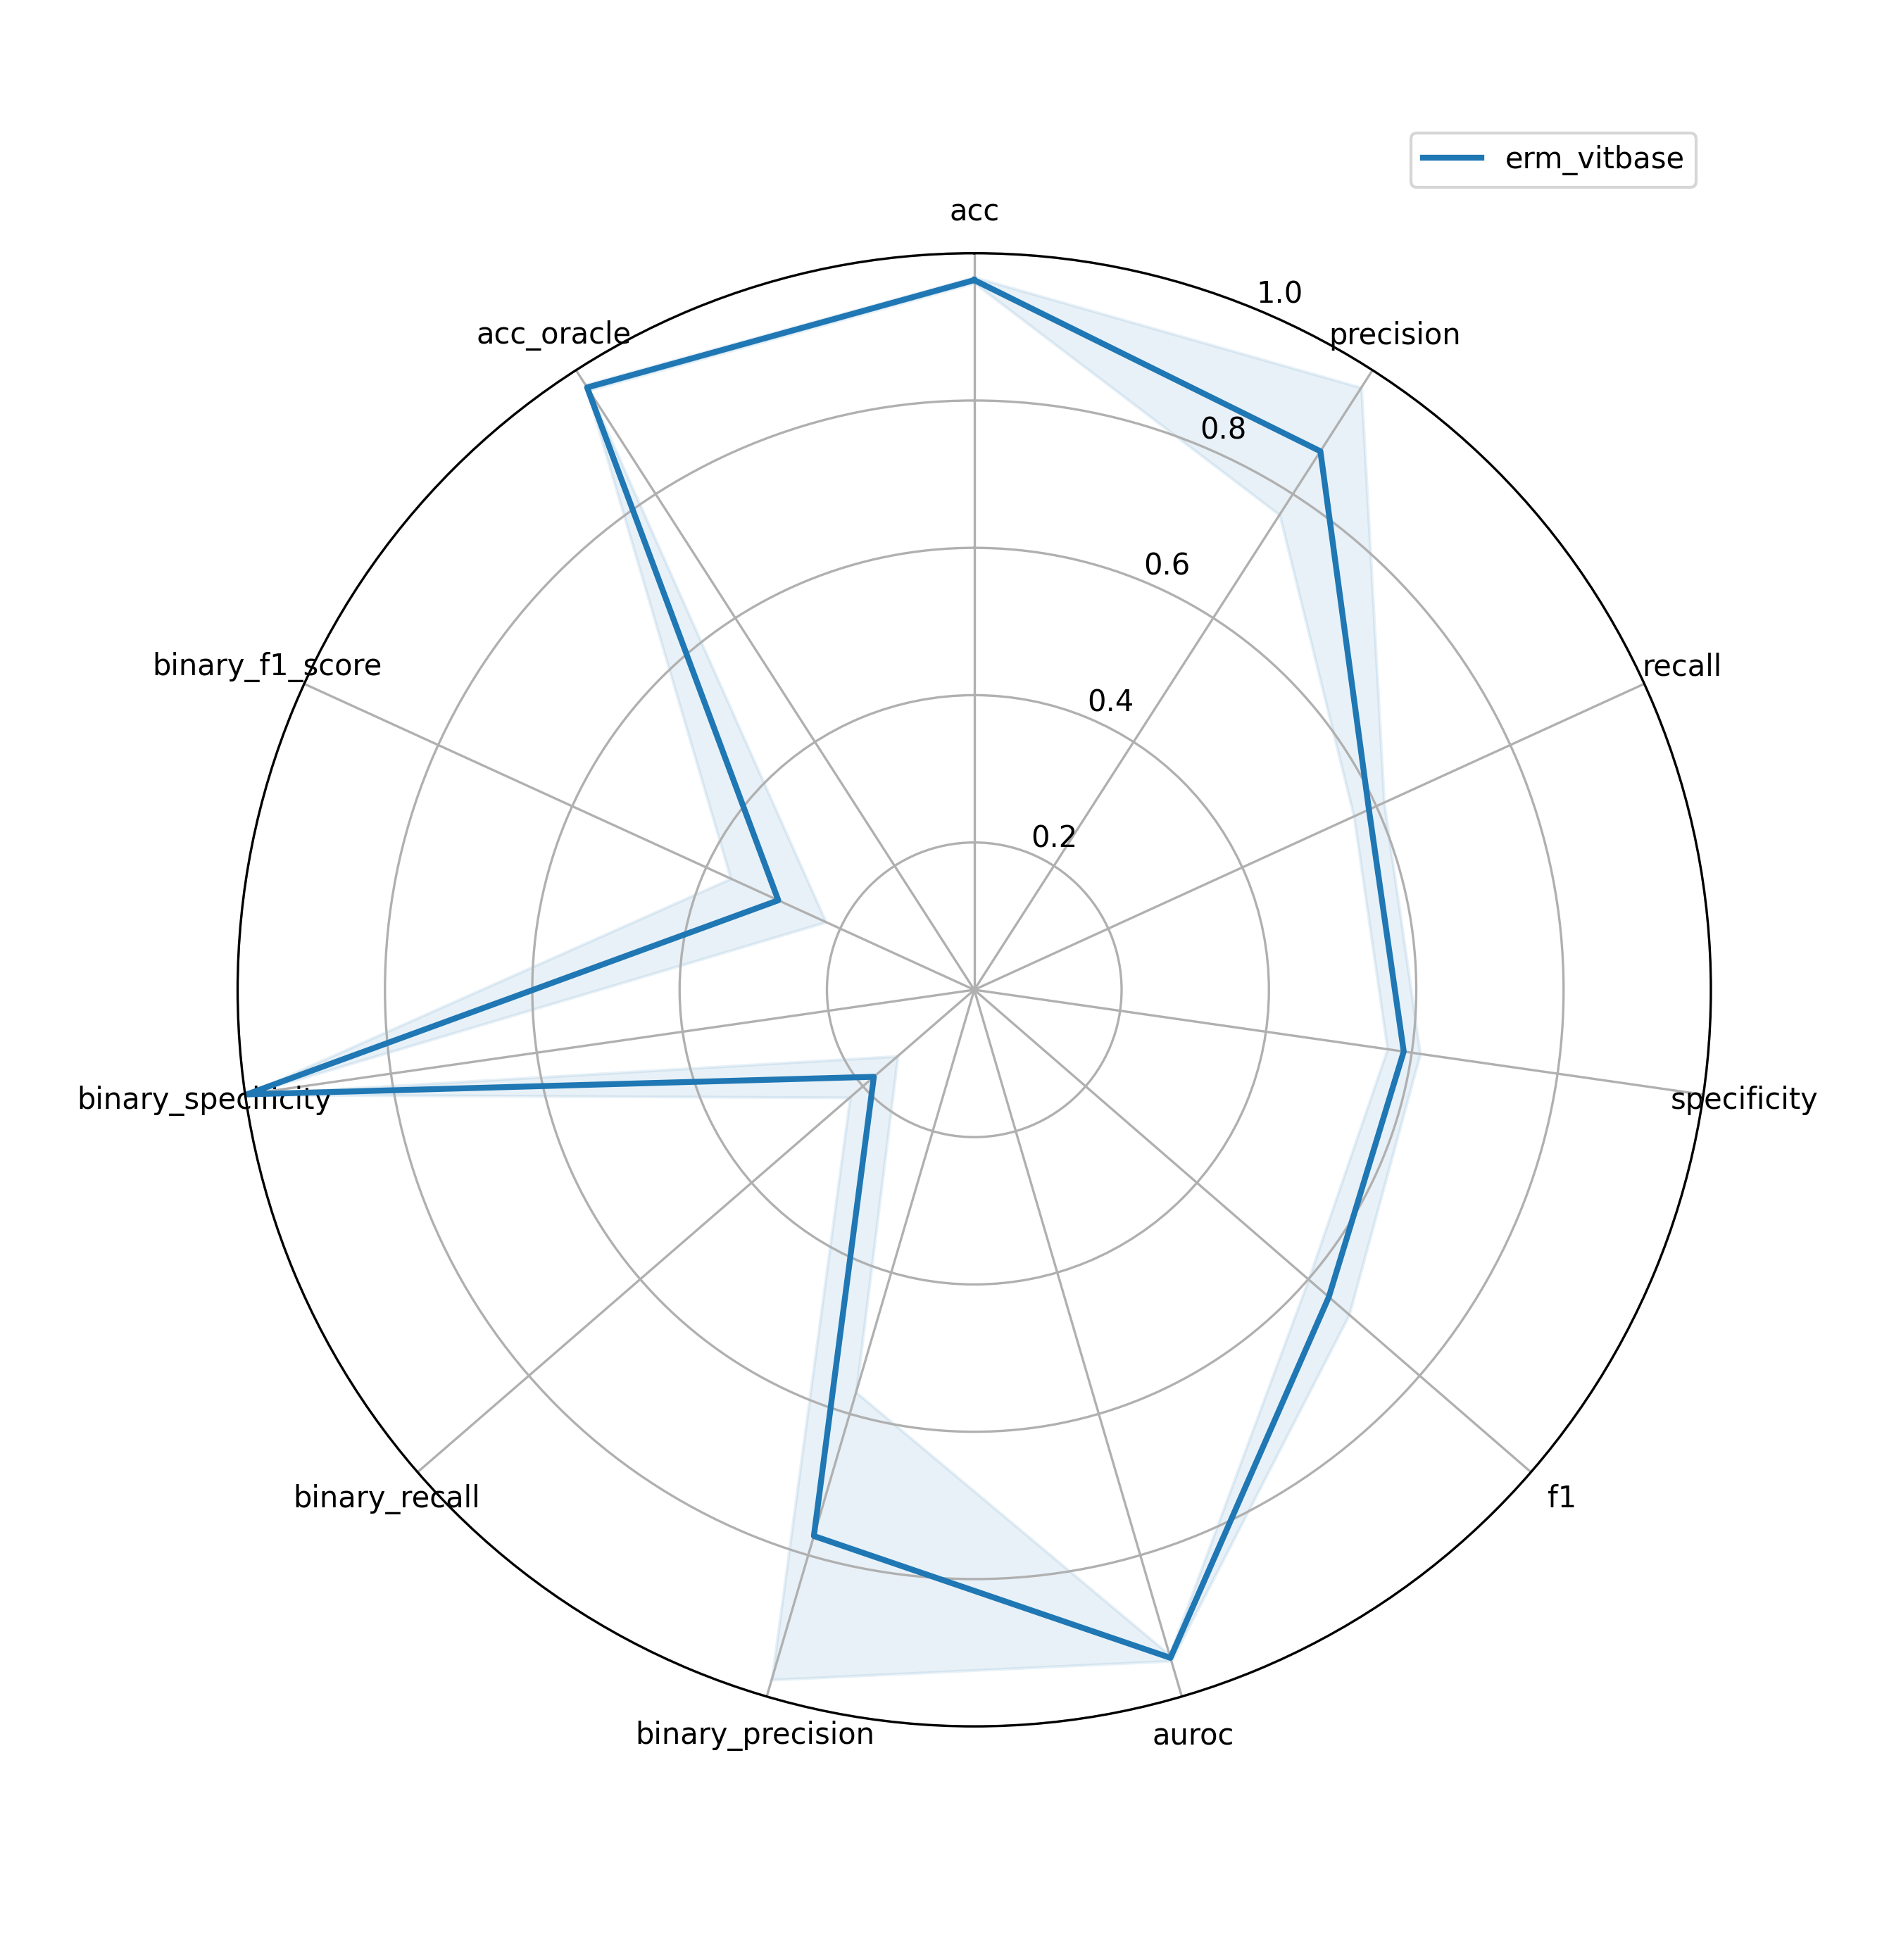 erm_vitbase
acc
1.0
acc_oracle
precision
0.8
0.6
binary_f1_score
recall
0.4
0.2
binary_specificity
specificity
binary_recall
f1
binary_precision
auroc